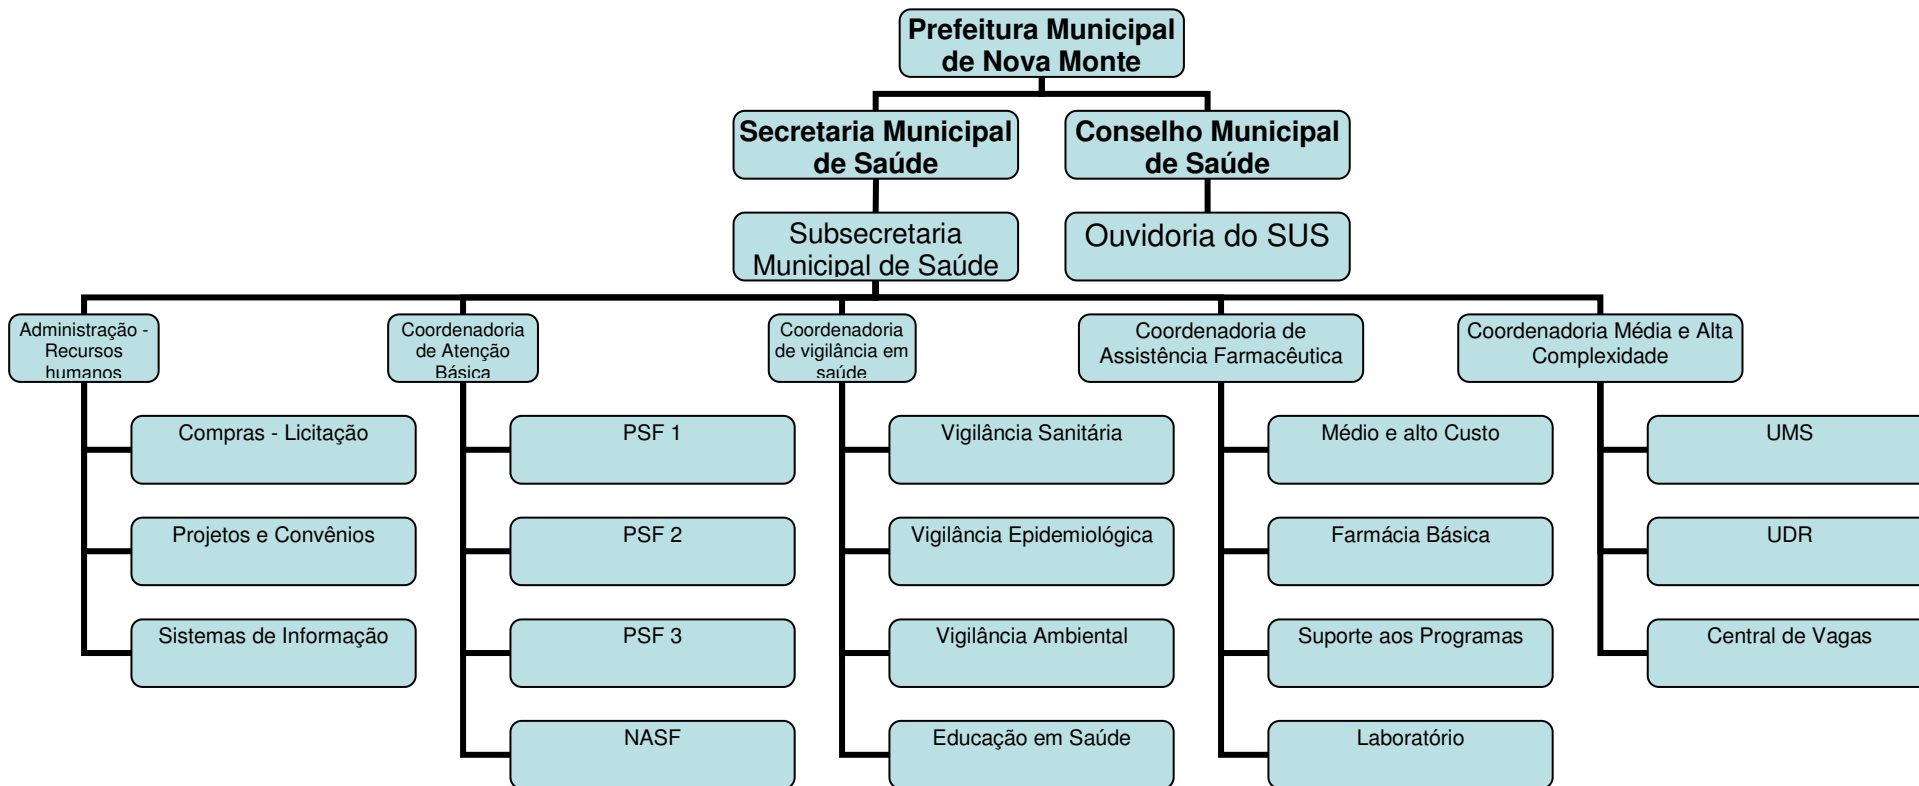 Prefeitura Municipal
de Nova Monte
Secretaria Municipal
de Saúde
Conselho Municipal
de Saúde
Subsecretaria
Municipal de Saúde
Ouvidoria do SUS
Administração -
Recursos
humanos
Coordenadoria
de Atenção
Básica
Coordenadoria
de vigilância em
saúde
Coordenadoria de
Assistência Farmacêutica
Coordenadoria Média e Alta
Complexidade
Compras - Licitação
PSF 1
Vigilância Sanitária
Médio e alto Custo
UMS
Projetos e Convênios
PSF 2
Vigilância Epidemiológica
Farmácia Básica
UDR
Sistemas de Informação
PSF 3
Vigilância Ambiental
Suporte aos Programas
Central de Vagas
NASF
Educação em Saúde
Laboratório